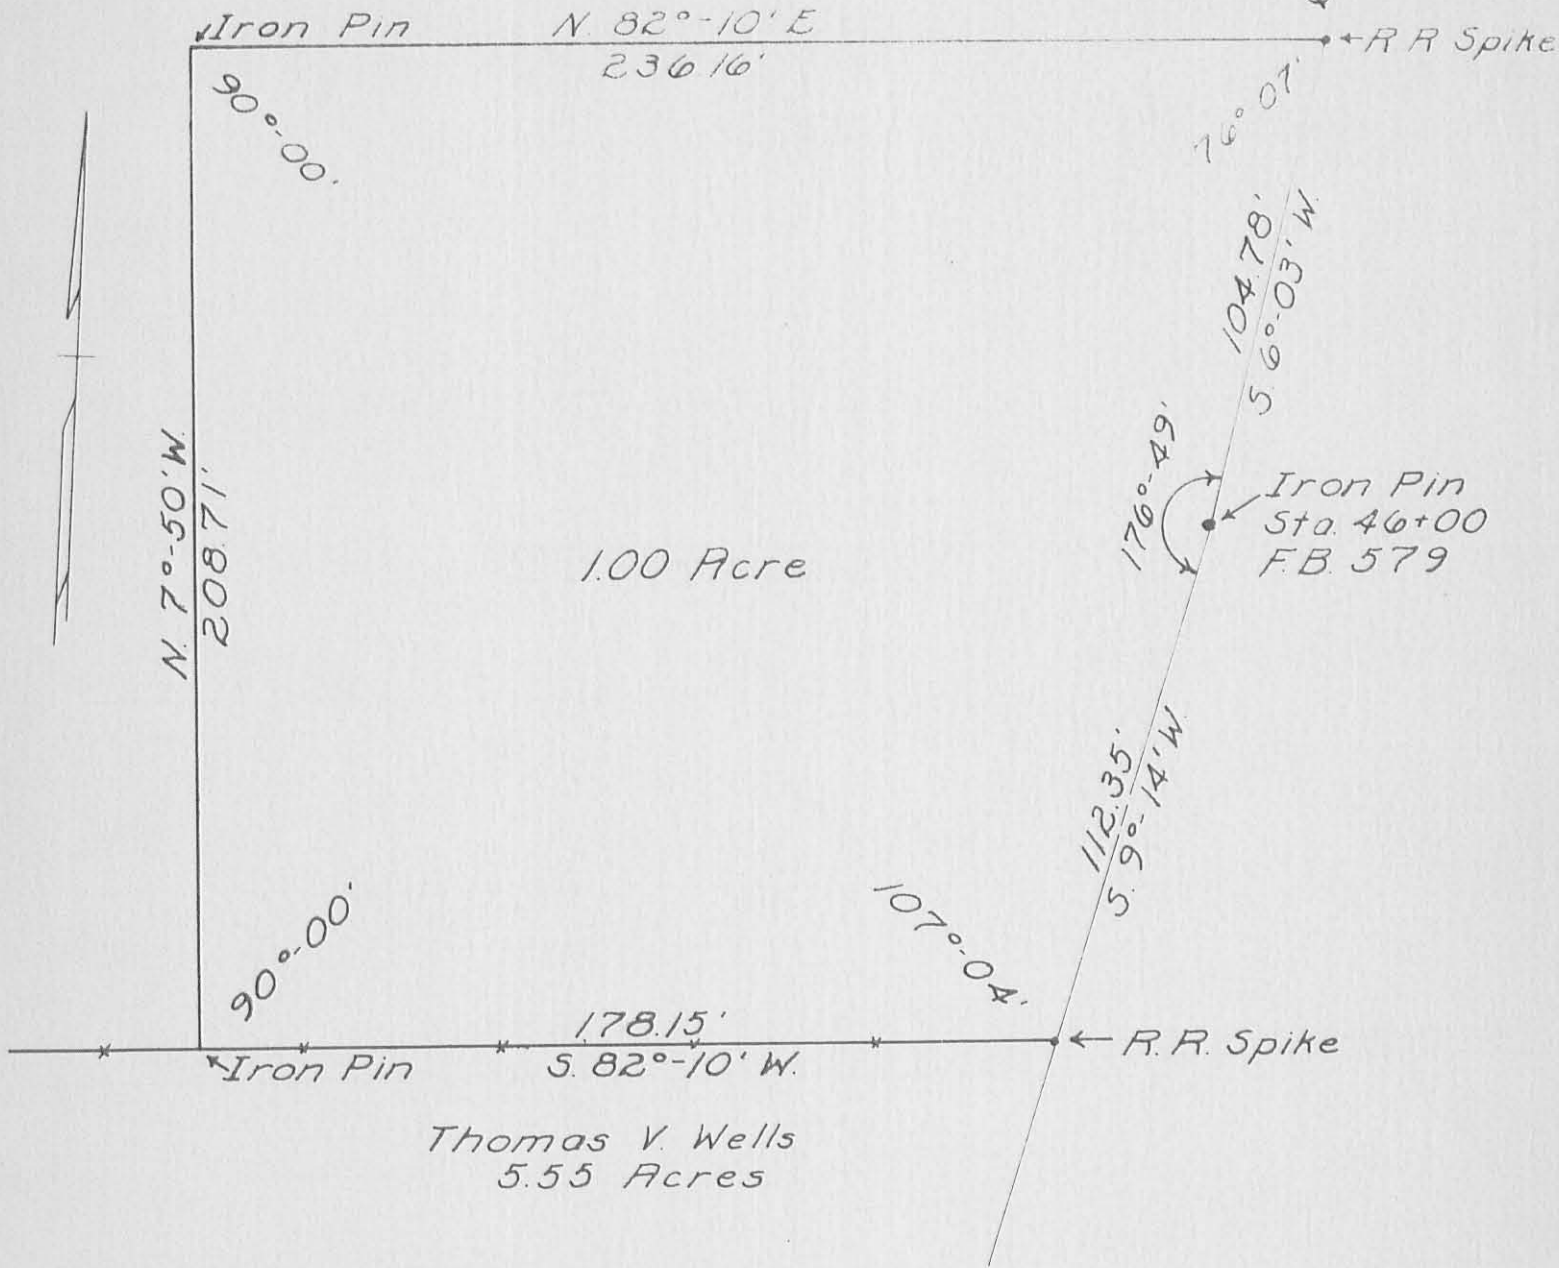 Iron Pin
N. 82°-10' E
236.16'
R R Spike
90°-00'
76° 07'
104.78'
S. 6°-03' W.
N. 7°-50' W.
208.71'
176°-49'
Iron Pin
Sta. 46+00
F.B. 579
1.00 Acre
112.35'
S. 9°-14' W
90°-00'
107°-04'
178.15'
S. 82°-10' W.
Iron Pin
R.R. Spike
Thomas V. Wells
5.55 Acres